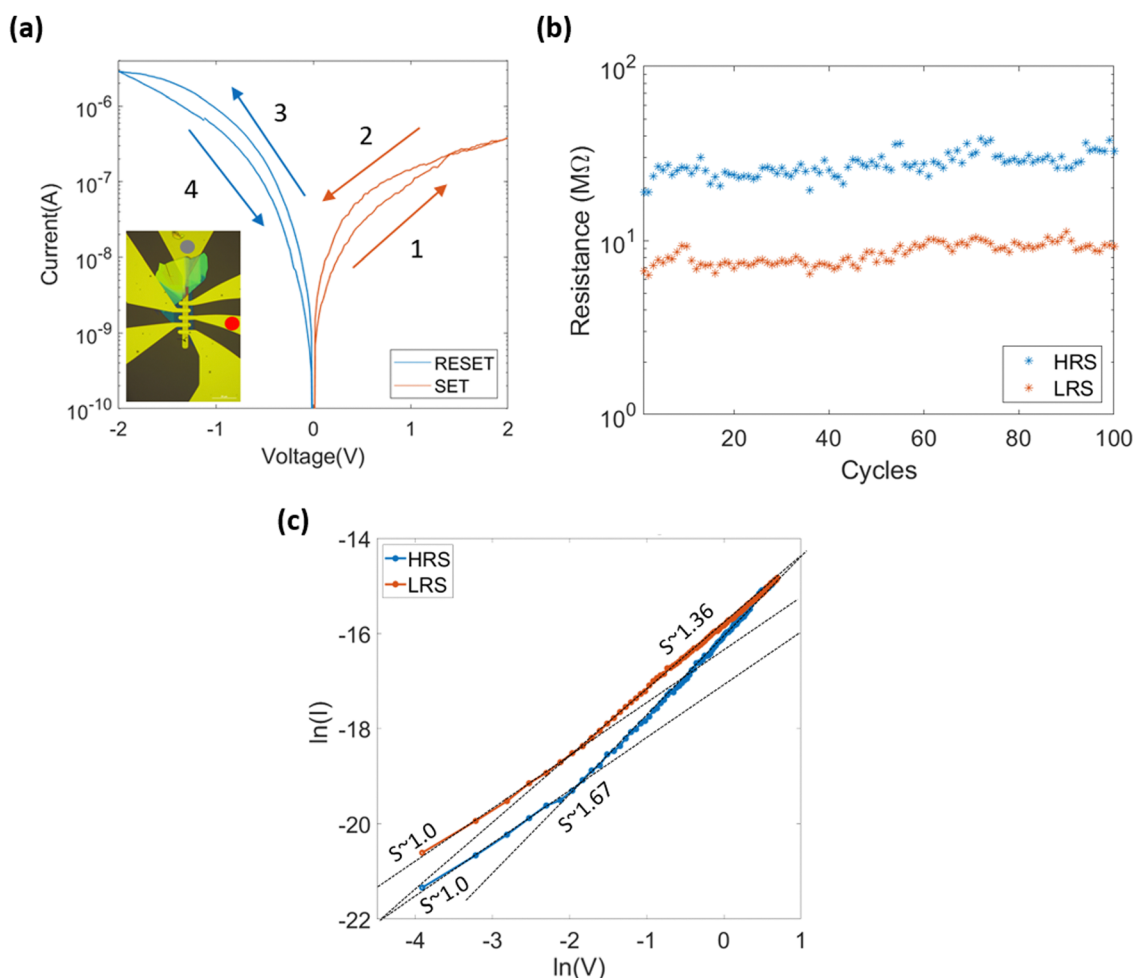 (a)
10^-6
10^-7
10^-8
10^-9
10^-10
Current(A)
-2
-1
0
1
2
Voltage(V)
1
2
3
4
RESET
SET
(b)
10^2
10^1
10^0
Resistance (MΩ)
20
40
60
80
100
Cycles
HRS
LRS
(c)
-14
-16
-18
-20
-22
ln(I)
-4
-3
-2
-1
0
1
ln(V)
HRS
LRS
S~1.36
S~1.67
S~1.0
S~1.0